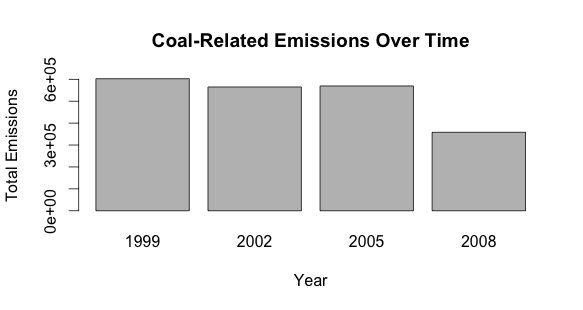 Coal-Related Emissions Over Time
Total Emissions
6e+05
3e+05
0e+00
1999 2002 2005 2008
Year